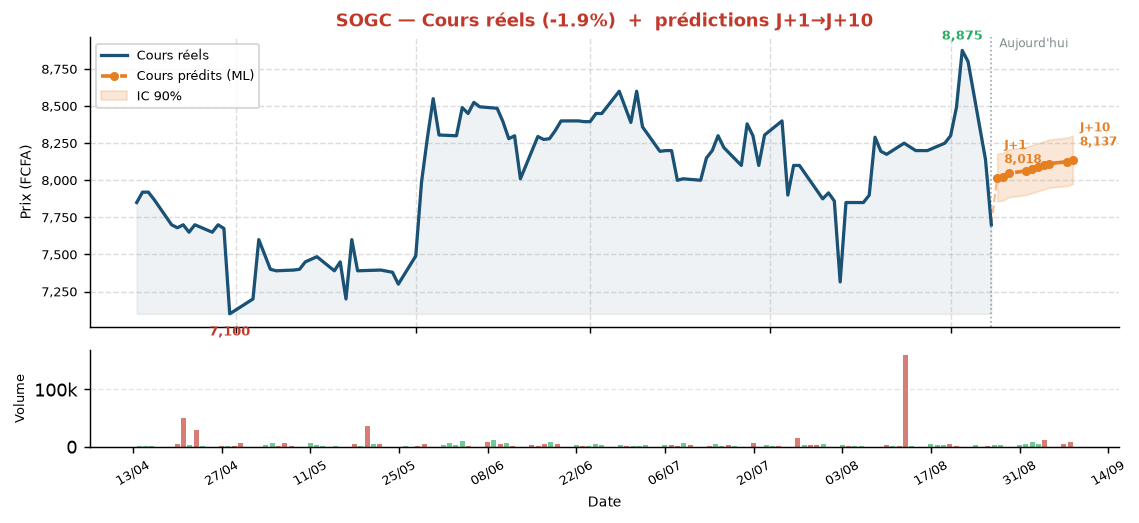 SOGC — Cours réels (-1.9%)  +  prédictions J+1→J+10
Cours réels
Cours prédits (ML)
IC 90%
8,875
Aujourd'hui
J+1
8,018
J+10
8,137
7,100
Prix (FCFA)
8,750
8,500
8,250
8,000
7,750
7,500
7,250
Volume
100k
0
13/04
27/04
11/05
25/05
08/06
22/06
06/07
20/07
03/08
17/08
31/08
14/09
Date